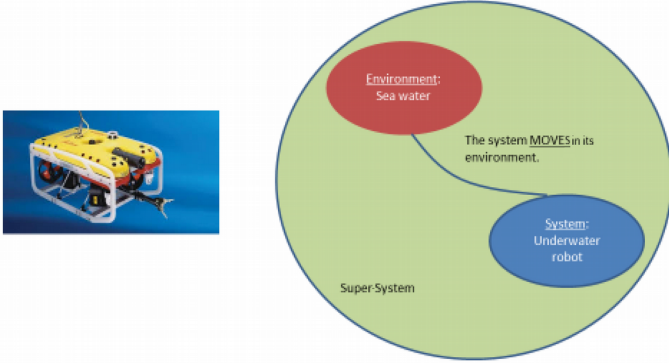 Environment:
Sea water
The system MOVES in its
environment.
System:
Underwater
robot
Super-System